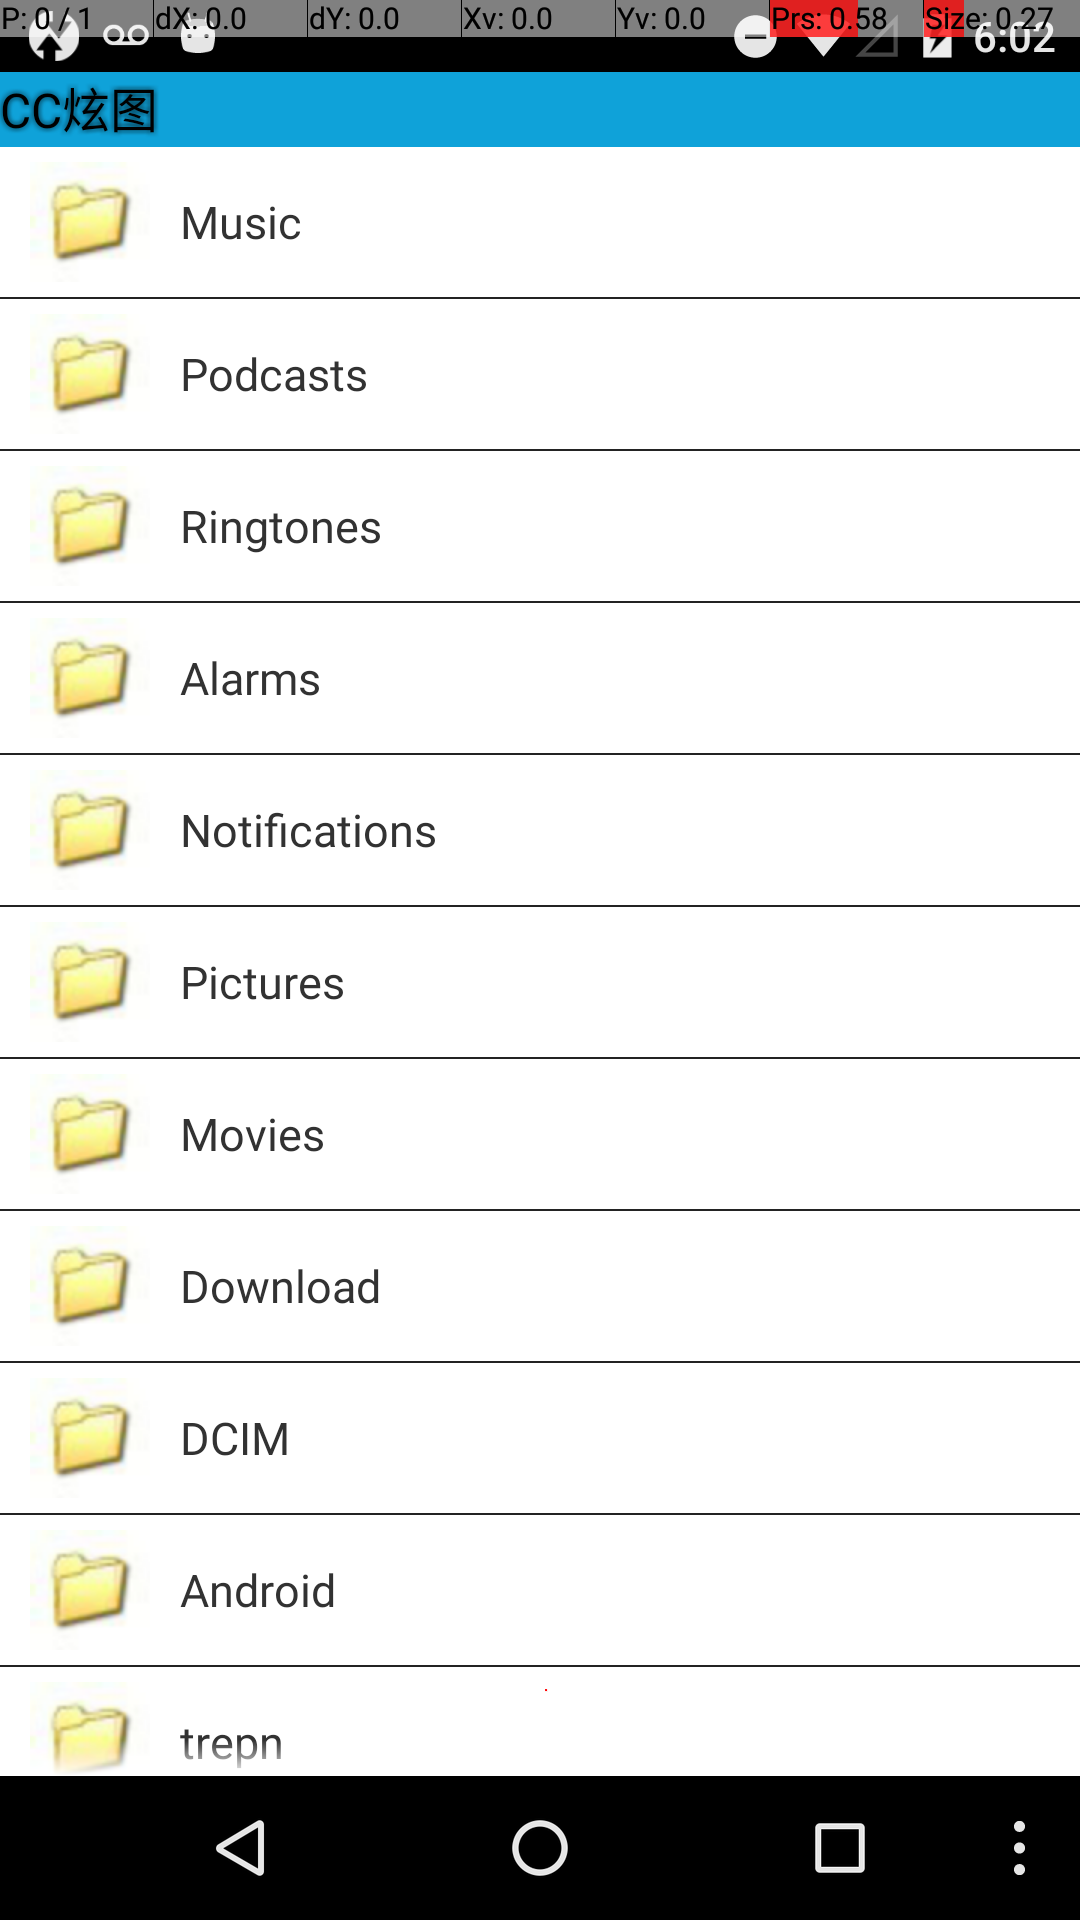 P: 0 / 1 dX: 0.0 dY: 0.0 Xv: 0.0 Yv: 0.0 Prs: 0.58 Size: 0.27
6:02
CC炫图
Music
Podcasts
Ringtones
Alarms
Notifications
Pictures
Movies
Download
DCIM
Android
trepn